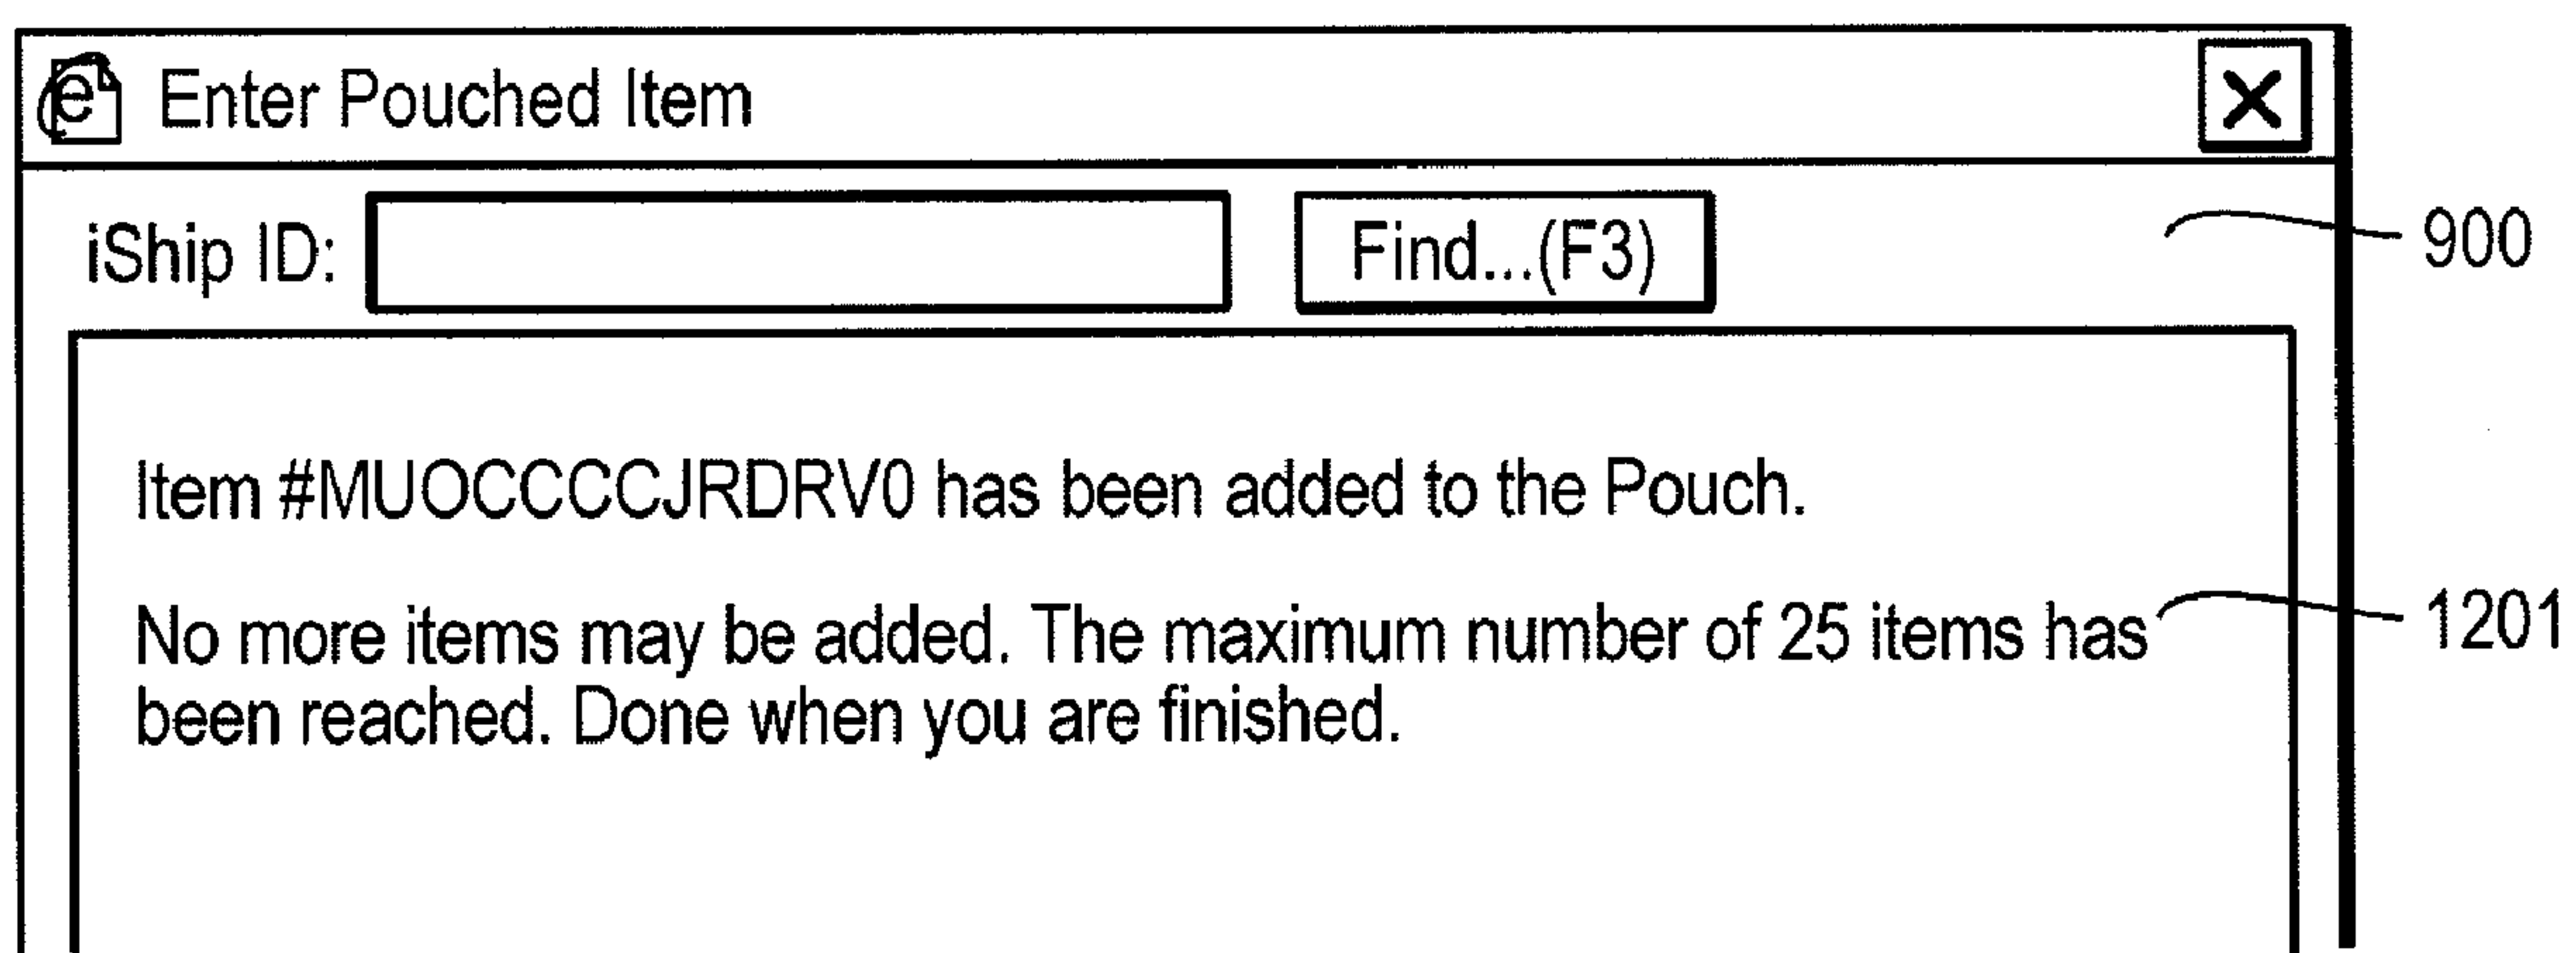 e Enter Pouched Item X
iShip ID: Find...(F3) 900
Item #MUOCCCCJRDRV0 has been added to the Pouch.
No more items may be added. The maximum number of 25 items has 1201
been reached. Done when you are finished.